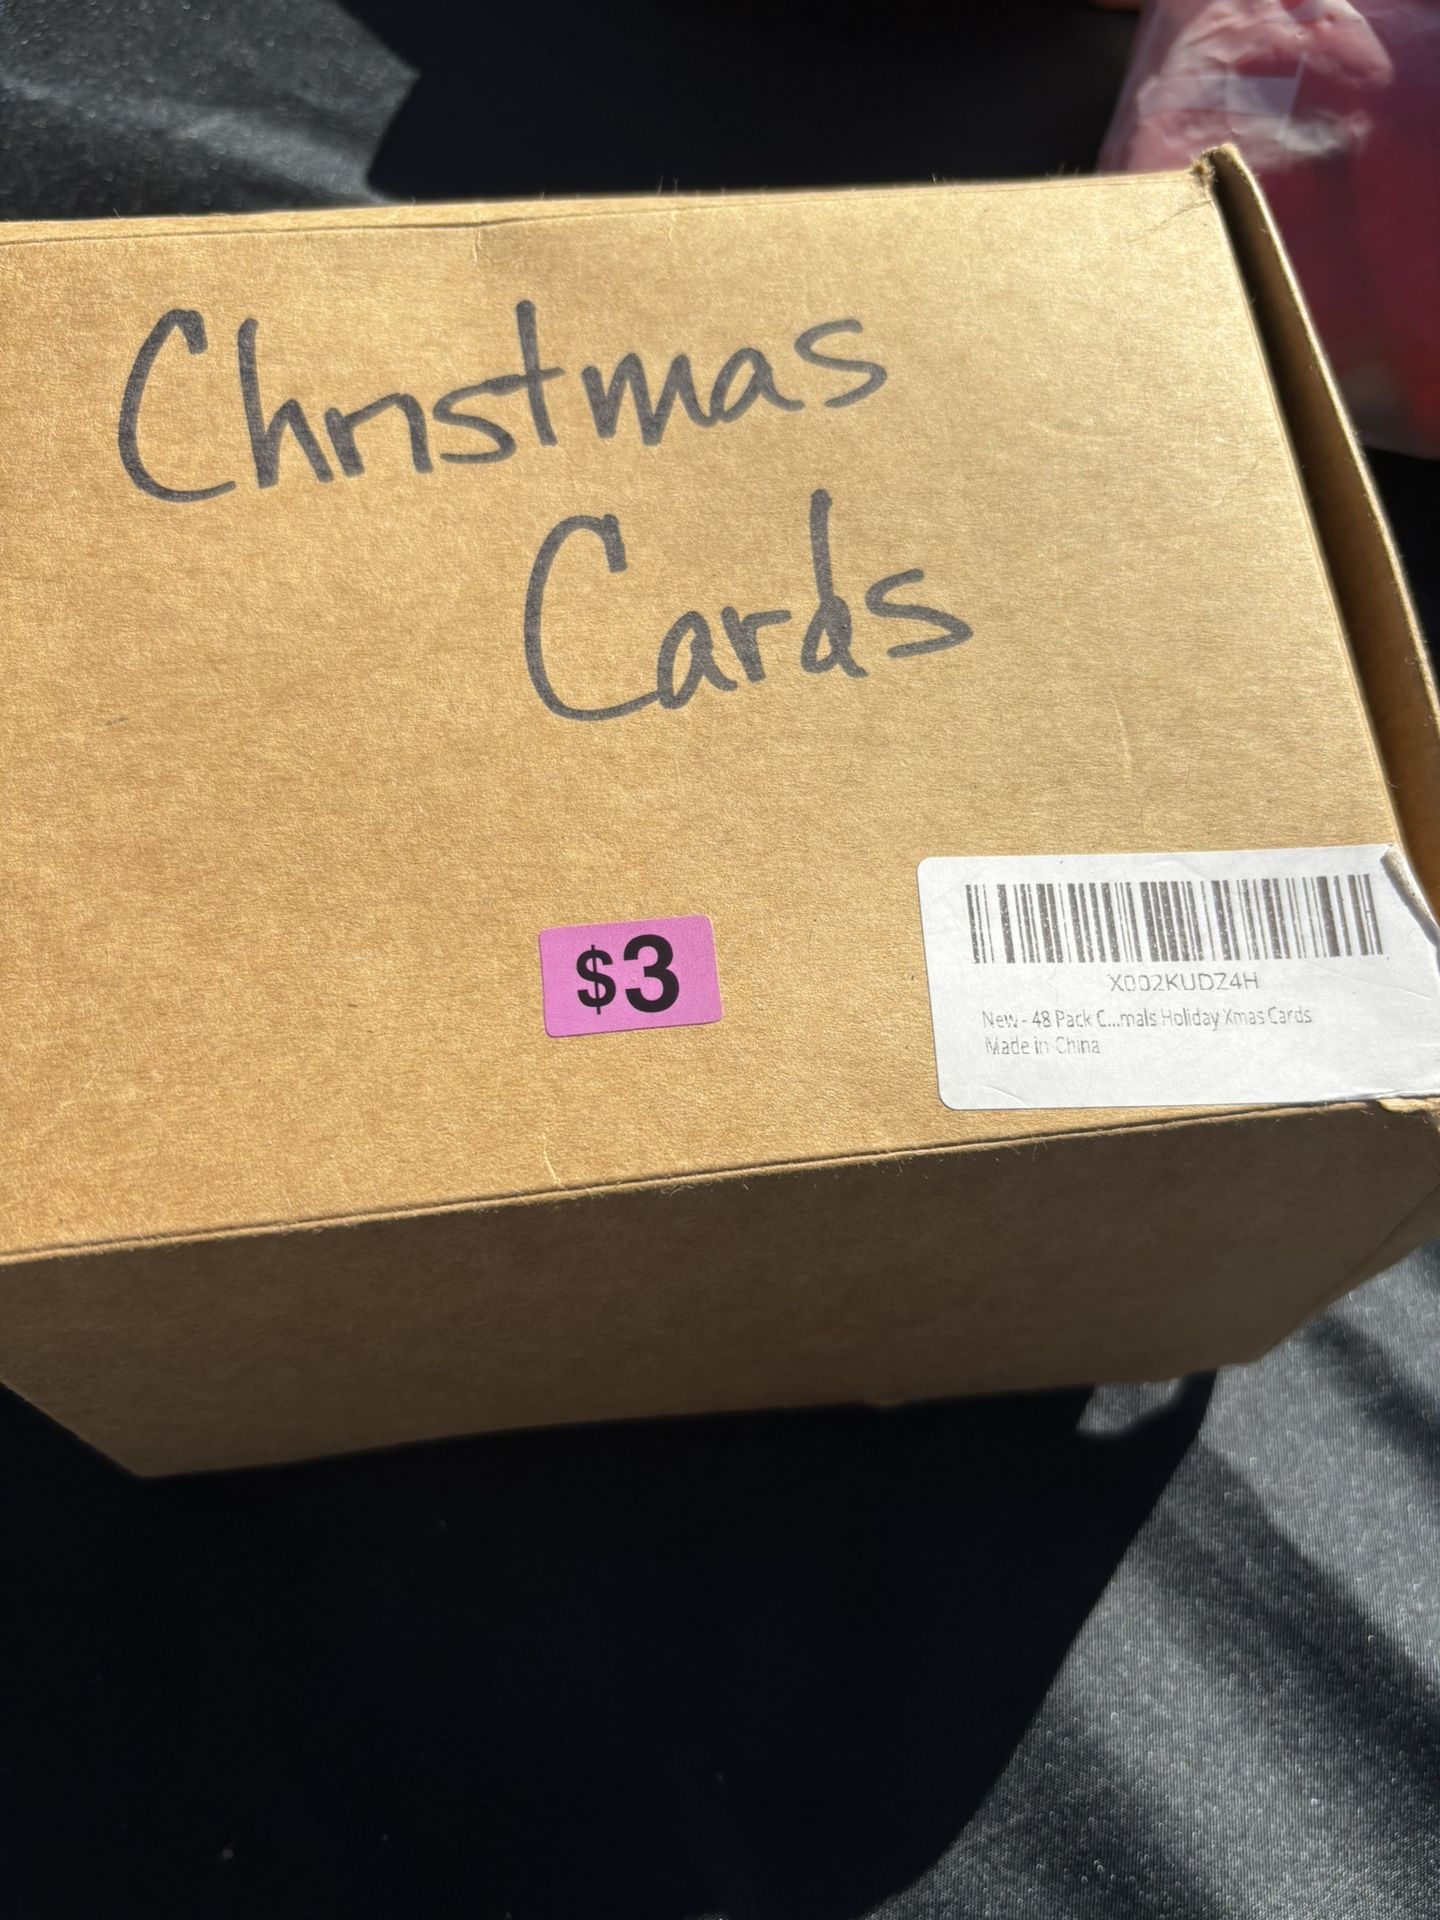 Christmas
Cards
$3
X002KUDZ4H
New - 48 Pack C...mals Holiday Xmas Cards
Made in China